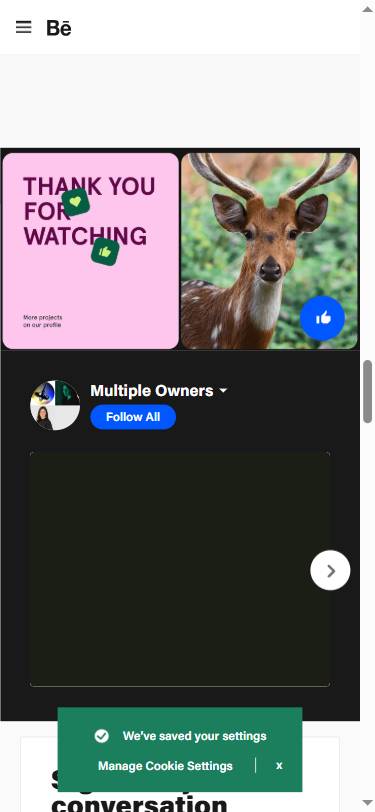 Bē
THANK YOU
FOR
WATCHING
More projects
on our profile
Multiple Owners
Follow All
We've saved your settings
Manage Cookie Settings
x
conversation